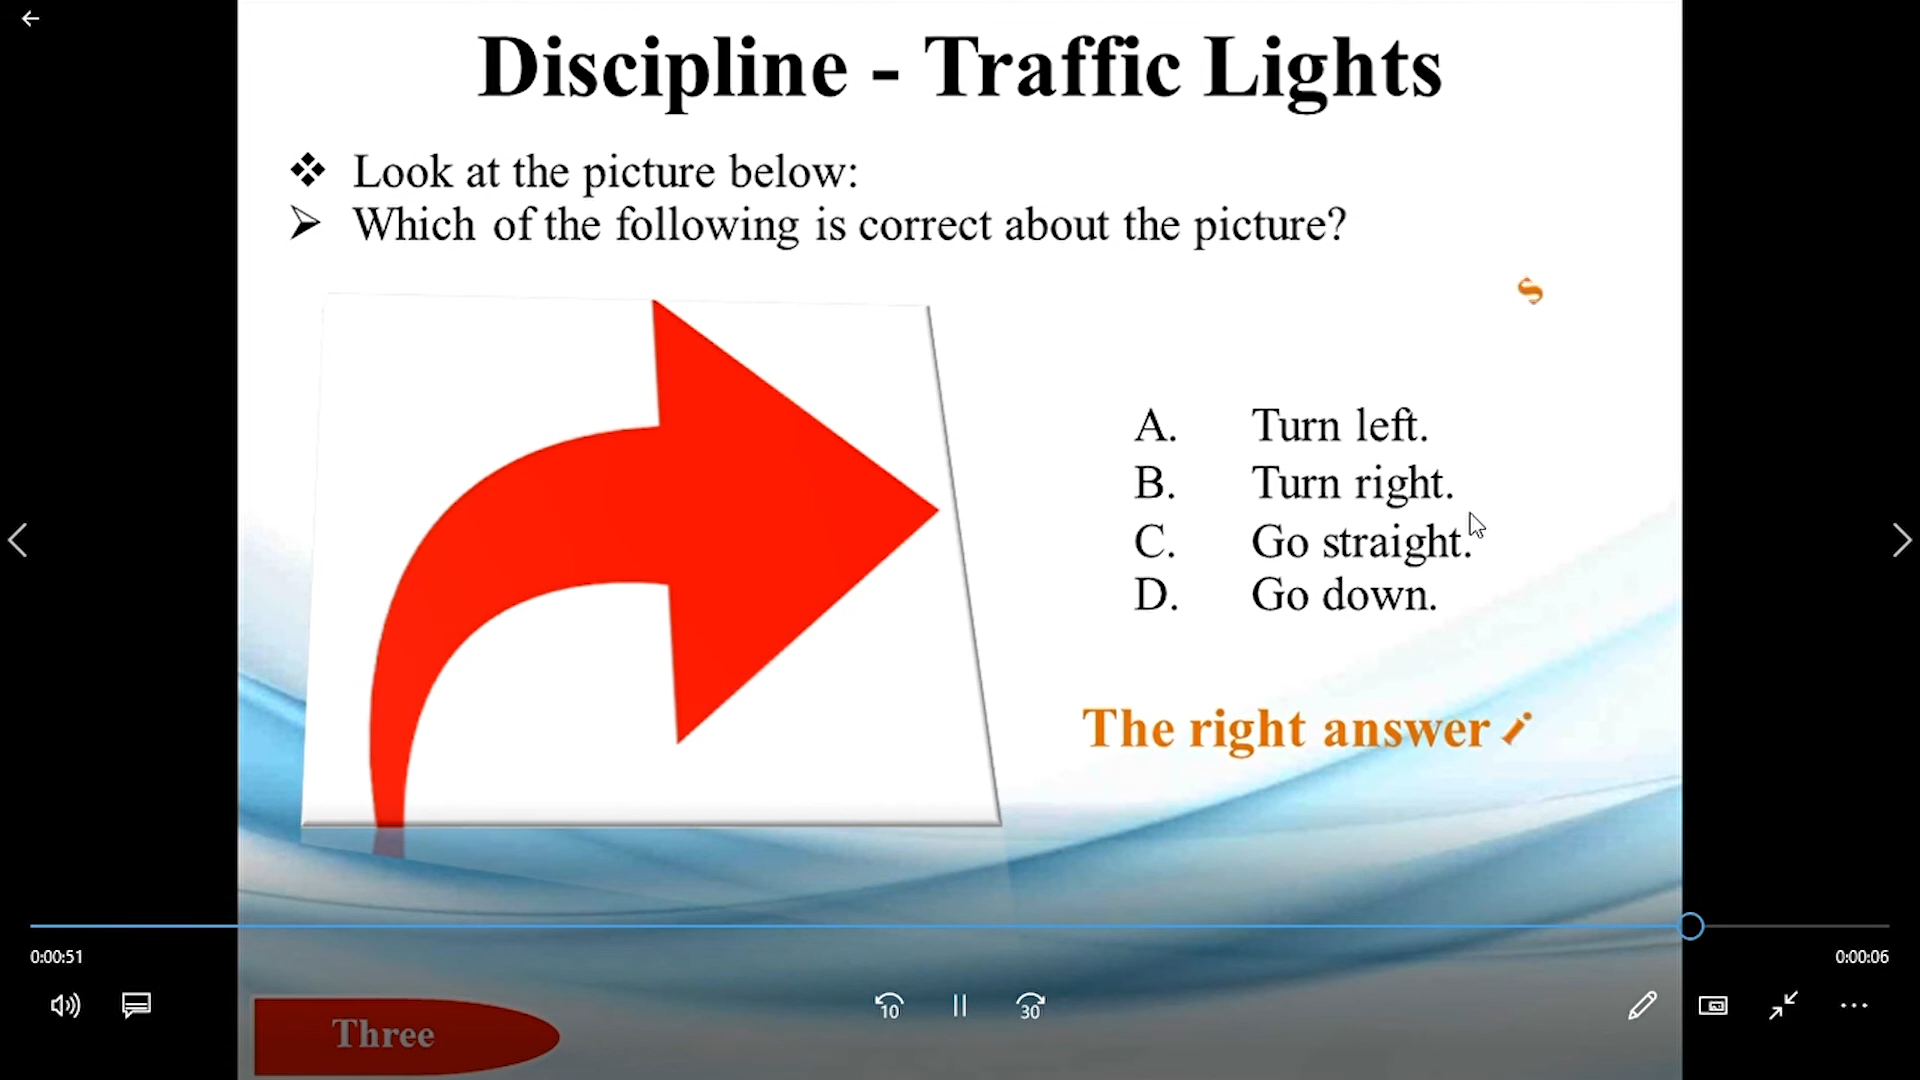 Discipline - Traffic Lights
❖ Look at the picture below:
➢ Which of the following is correct about the picture?
s
A. Turn left.
B. Turn right.
C. Go straight.
D. Go down.
The right answer i
0:00:51
0:00:06
10
30
Three